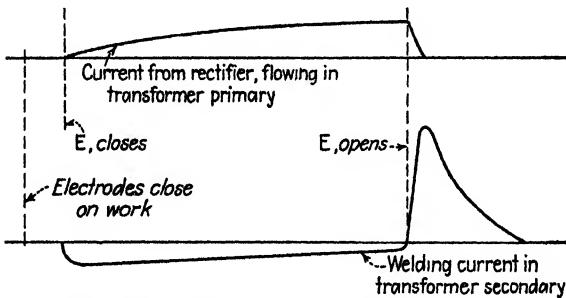 Current from rectifier, flowing in
transformer primary
E, closes
E, opens
Electrodes close
on work
Welding current in
transformer secondary